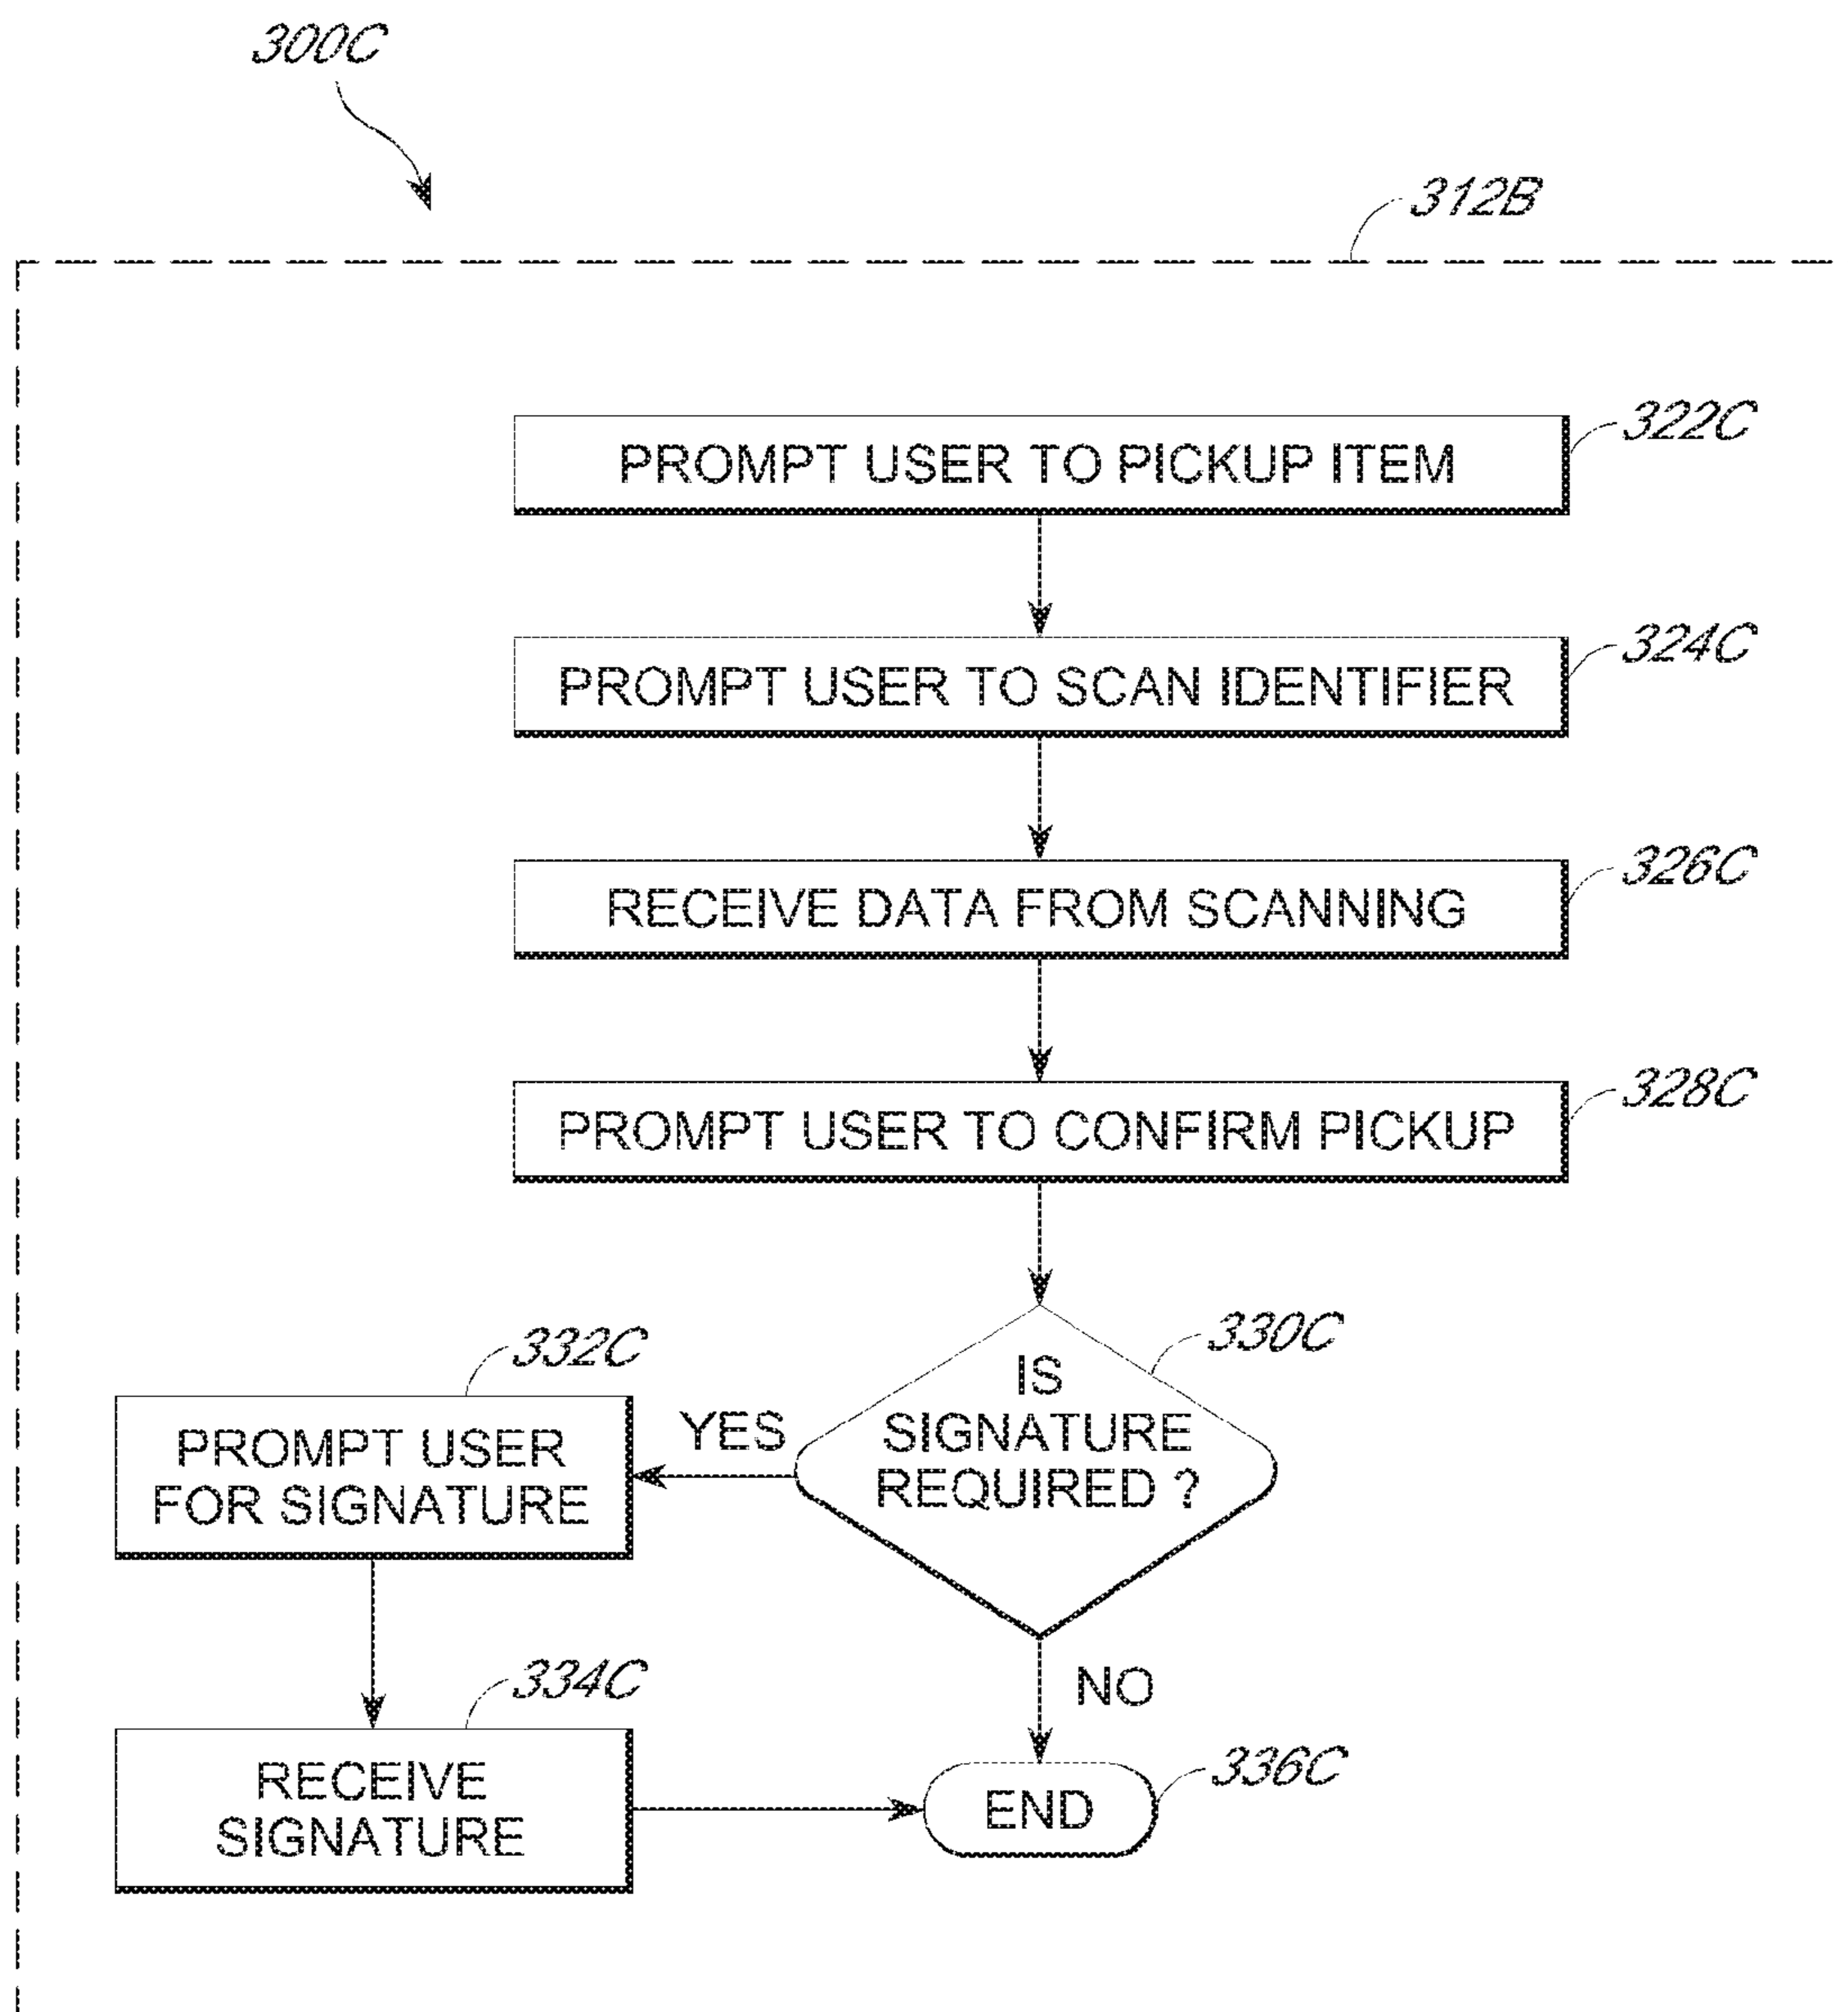 300C
312B
PROMPT USER TO PICKUP ITEM
322C
PROMPT USER TO SCAN IDENTIFIER
324C
RECEIVE DATA FROM SCANNING
326C
PROMPT USER TO CONFIRM PICKUP
328C
330C
IS
SIGNATURE
REQUIRED ?
YES
332C
PROMPT USER
FOR SIGNATURE
334C
RECEIVE
SIGNATURE
NO
END
336C